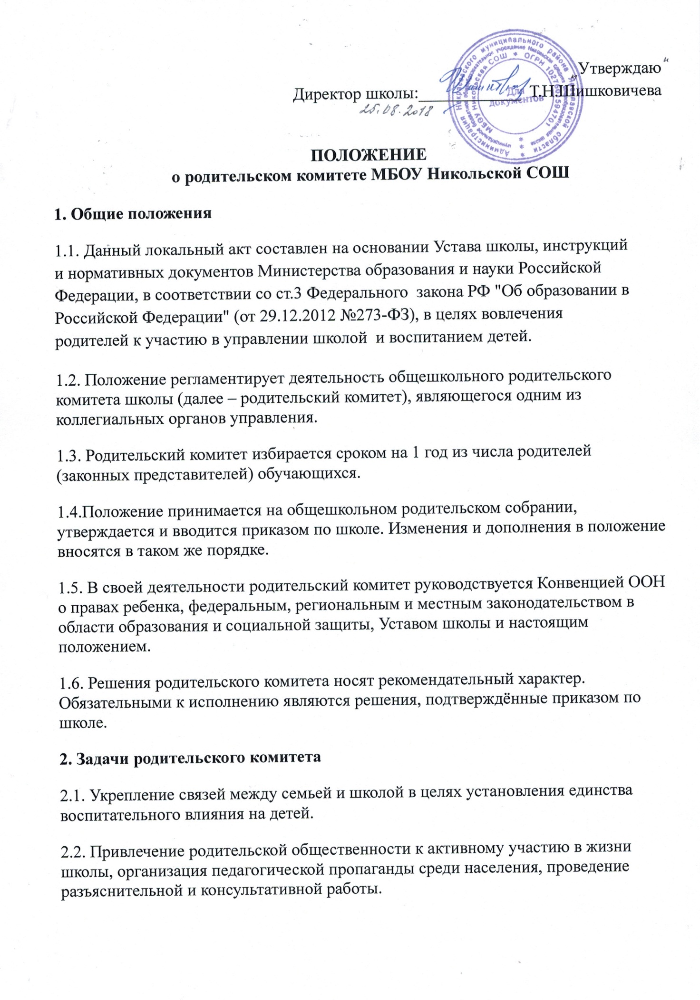 "Утверждаю"
Директор школы:____________ Т.Н.Шишковичева
25.08.2018
Администрация Некрасовского муниципального района Ярославской области
муниципальное бюджетное общеобразовательное учреждение Никольская средняя общеобразовательная школа
МБОУ Никольская СОШ * ОГРН 1027601594701
Для
документов
ПОЛОЖЕНИЕ
о родительском комитете МБОУ Никольской СОШ
1. Общие положения
1.1. Данный локальный акт составлен на основании Устава школы, инструкций
и нормативных документов Министерства образования и науки Российской
Федерации, в соответствии со ст.3 Федерального  закона РФ "Об образовании в
Российской Федерации" (от 29.12.2012 №273-ФЗ), в целях вовлечения
родителей к участию в управлении школой  и воспитанием детей.
1.2. Положение регламентирует деятельность общешкольного родительского
комитета школы (далее – родительский комитет), являющегося одним из
коллегиальных органов управления.
1.3. Родительский комитет избирается сроком на 1 год из числа родителей
(законных представителей) обучающихся.
1.4.Положение принимается на общешкольном родительском собрании,
утверждается и вводится приказом по школе. Изменения и дополнения в положение
вносятся в таком же порядке.
1.5. В своей деятельности родительский комитет руководствуется Конвенцией ООН
о правах ребенка, федеральным, региональным и местным законодательством в
области образования и социальной защиты, Уставом школы и настоящим
положением.
1.6. Решения родительского комитета носят рекомендательный характер.
Обязательными к исполнению являются решения, подтверждённые приказом по
школе.
2. Задачи родительского комитета
2.1. Укрепление связей между семьей и школой в целях установления единства
воспитательного влияния на детей.
2.2. Привлечение родительской общественности к активному участию в жизни
школы, организация педагогической пропаганды среди населения, проведение
разъяснительной и консультативной работы.